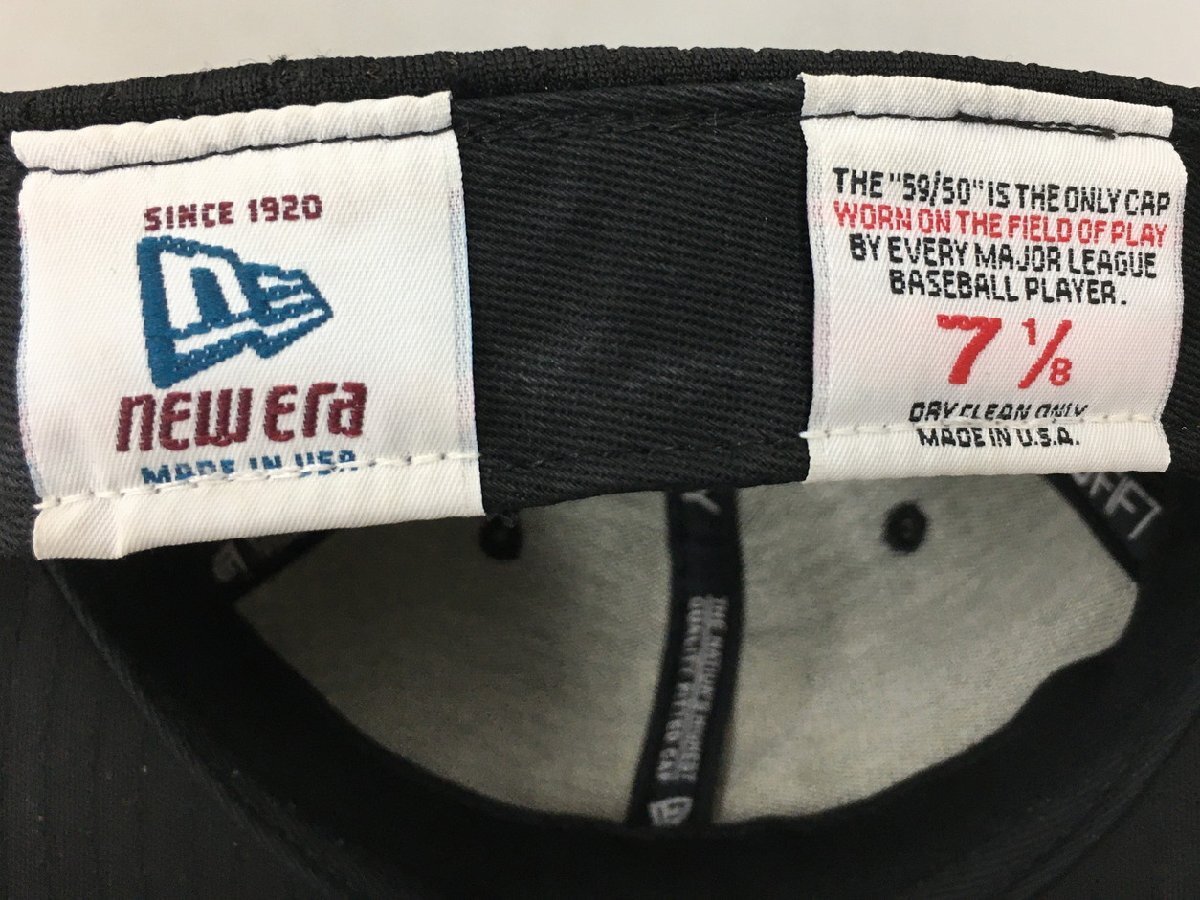 SINCE 1920
new era
MADE IN USA
THE "59/50" IS THE ONLY CAP
WORN ON THE FIELD OF PLAY
BY EVERY MAJOR LEAGUE
BASEBALL PLAYER.
7 1/8
DRY CLEAN ONLY
MADE IN U.S.A.